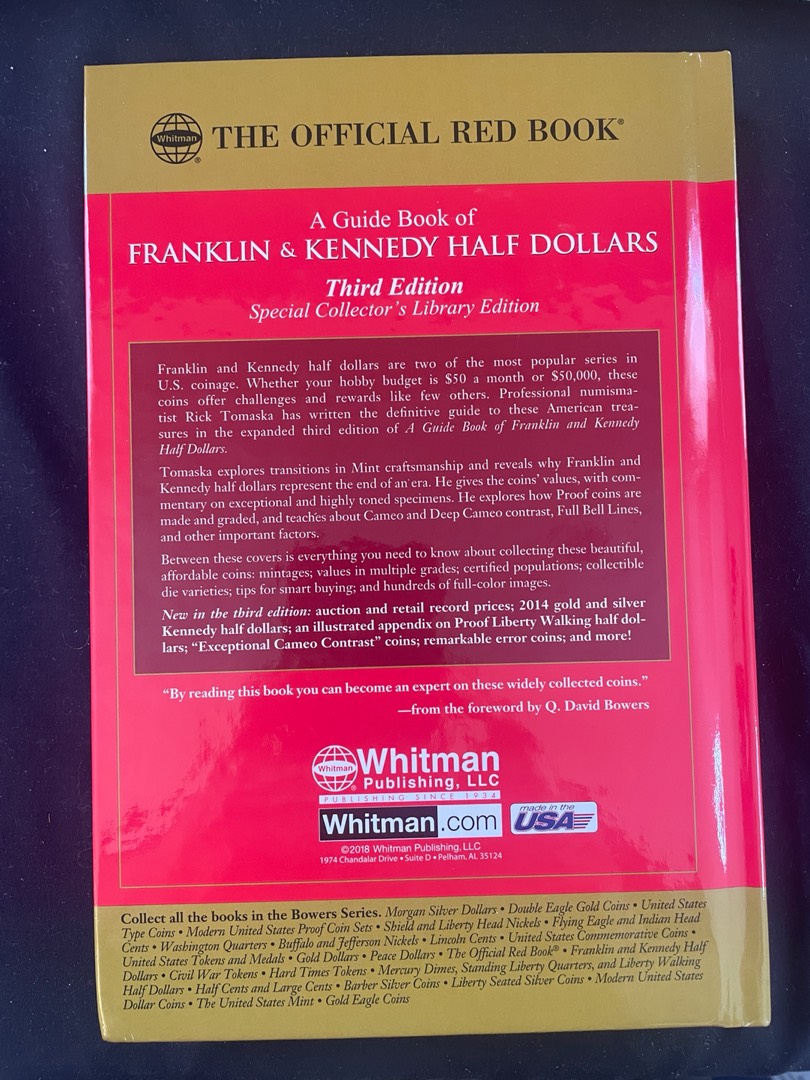 Whitman®
THE OFFICIAL RED BOOK®
A Guide Book of
FRANKLIN & KENNEDY HALF DOLLARS
Third Edition
Special Collector's Library Edition
Franklin and Kennedy half dollars are two of the most popular series in
U.S. coinage. Whether your hobby budget is $50 a month or $50,000, these
coins offer challenges and rewards like few others. Professional numisma-
tist Rick Tomaska has written the definitive guide to these American trea-
sures in the expanded third edition of A Guide Book of Franklin and Kennedy
Half Dollars.
Tomaska explores transitions in Mint craftsmanship and reveals why Franklin and
Kennedy half dollars represent the end of an era. He gives the coins' values, with com-
mentary on exceptional and highly toned specimens. He explores how Proof coins are
made and graded, and teaches about Cameo and Deep Cameo contrast, Full Bell Lines,
and other important factors.
Between these covers is everything you need to know about collecting these beautiful,
affordable coins: mintages; values in multiple grades; certified populations; collectible
die varieties; tips for smart buying; and hundreds of full-color images.
New in the third edition: auction and retail record prices; 2014 gold and silver
Kennedy half dollars; an illustrated appendix on Proof Liberty Walking half dol-
lars; “Exceptional Cameo Contrast” coins; remarkable error coins; and more!
“By reading this book you can become an expert on these widely collected coins.”
—from the foreword by Q. David Bowers
Whitman®
Whitman
Publishing, LLC
PUBLISHING SINCE 1934
Whitman.com
made in the
USA
©2018 Whitman Publishing, LLC
1974 Chandalar Drive • Suite D • Pelham, AL 35124
Collect all the books in the Bowers Series. Morgan Silver Dollars • Double Eagle Gold Coins • United States
Type Coins • Modern United States Proof Coin Sets • Shield and Liberty Head Nickels • Flying Eagle and Indian Head
Cents • Washington Quarters • Buffalo and Jefferson Nickels • Lincoln Cents • United States Commemorative Coins •
United States Tokens and Medals • Gold Dollars • Peace Dollars • The Official Red Book® • Franklin and Kennedy Half
Dollars • Civil War Tokens • Hard Times Tokens • Mercury Dimes, Standing Liberty Quarters, and Liberty Walking
Half Dollars • Half Cents and Large Cents • Barber Silver Coins • Liberty Seated Silver Coins • Modern United States
Dollar Coins • The United States Mint • Gold Eagle Coins